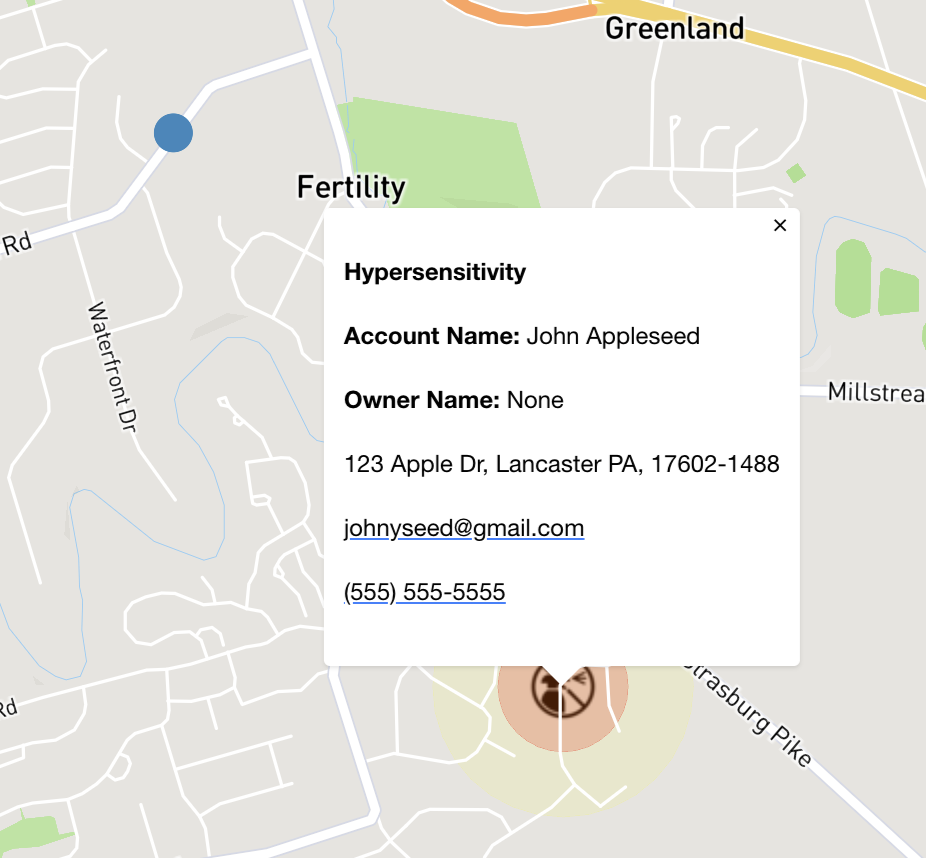 Greenland
Fertility
Rd
×
Hypersensitivity
Account Name: John Appleseed
Owner Name: None
123 Apple Dr, Lancaster PA, 17602-1488
johnyseed@gmail.com
(555) 555-5555
Waterfront Dr
Millstrea
Rd
Strasburg Pike